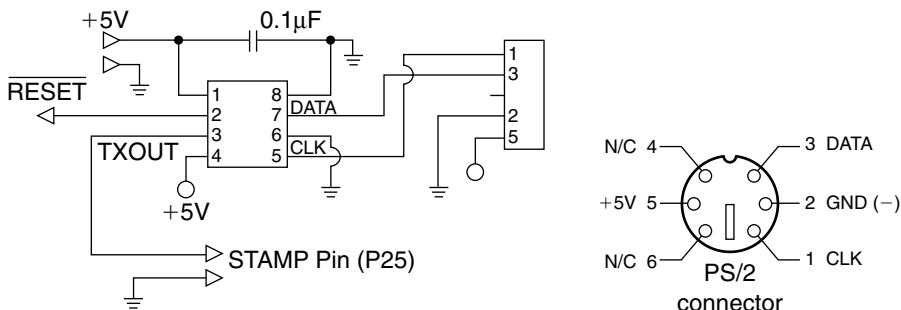 +5V
0.1µF
RESET
1
2
3
4
8
7
6
5
DATA
CLK
TXOUT
+5V
1
3
2
5
STAMP Pin (P25)
N/C 4
3 DATA
+5V 5
2 GND (−)
N/C 6
1 CLK
PS/2
connector